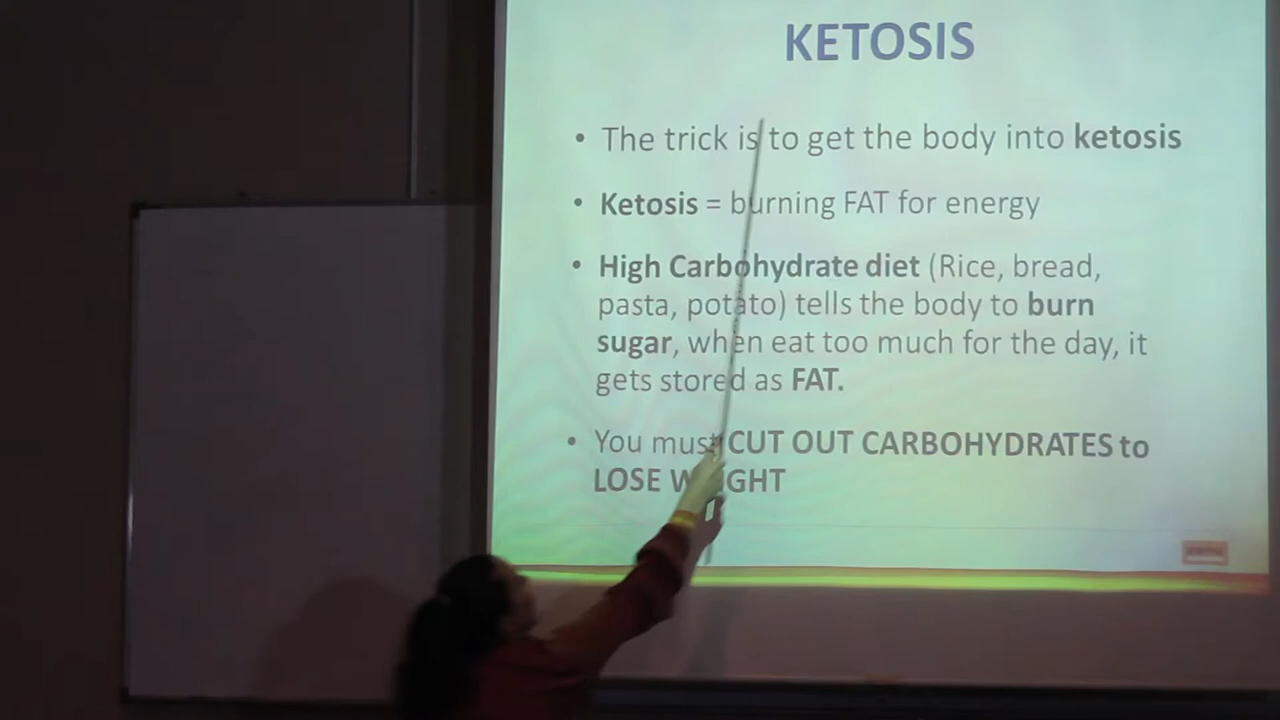 KETOSIS
• The trick is to get the body into ketosis
• Ketosis = burning FAT for energy
• High Carbohydrate diet (Rice, bread,
pasta, potato) tells the body to burn
sugar, when eat too much for the day, it
gets stored as FAT.
• You must CUT OUT CARBOHYDRATES to
LOSE WEIGHT